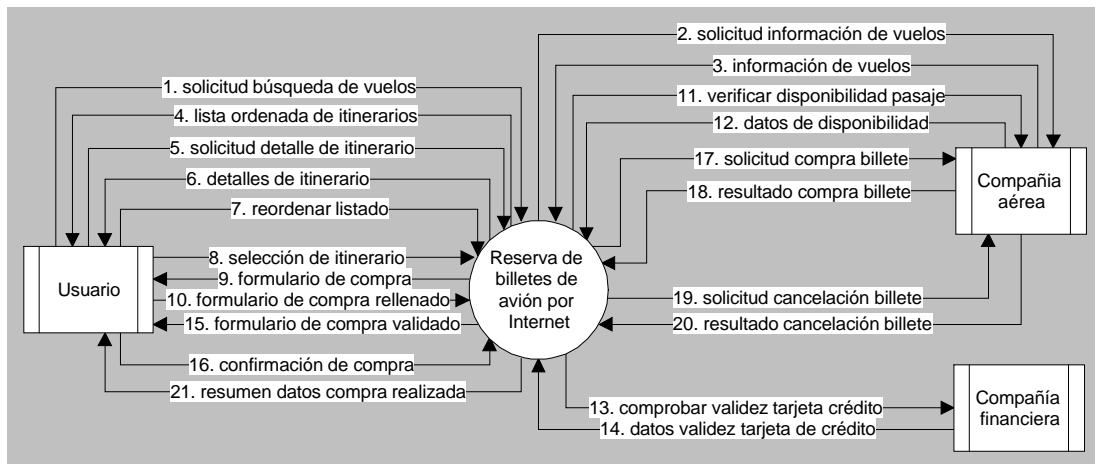 2. solicitud información de vuelos
3. información de vuelos
1. solicitud búsqueda de vuelos
11. verificar disponibilidad pasaje
4. lista ordenada de itinerarios
12. datos de disponibilidad
5. solicitud detalle de itinerario
17. solicitud compra billete
6. detalles de itinerario
18. resultado compra billete
Compañia
aérea
7. reordenar listado
8. selección de itinerario
Reserva de
billetes de
avión por
Internet
9. formulario de compra
Usuario
10. formulario de compra rellenado
19. solicitud cancelación billete
15. formulario de compra validado
20. resultado cancelación billete
16. confirmación de compra
21. resumen datos compra realizada
Compañía
financiera
13. comprobar validez tarjeta crédito
14. datos validez tarjeta de crédito